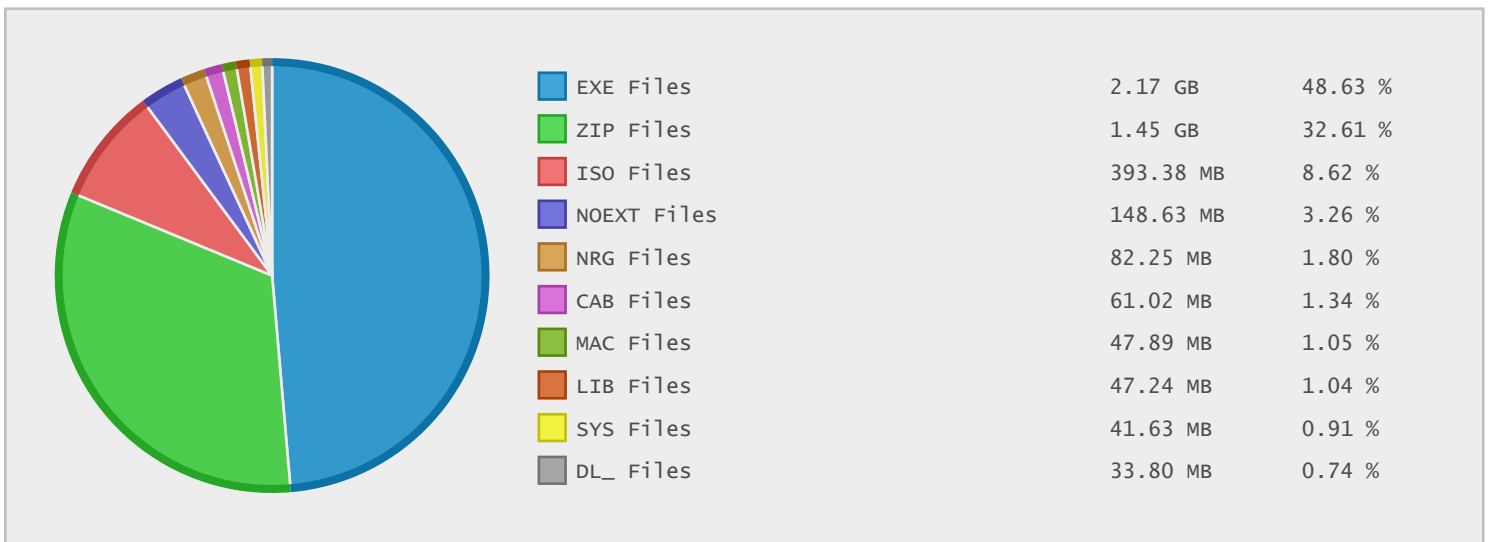 EXE Files 2.17 GB 48.63 %
ZIP Files 1.45 GB 32.61 %
ISO Files 393.38 MB 8.62 %
NOEXT Files 148.63 MB 3.26 %
NRG Files 82.25 MB 1.80 %
CAB Files 61.02 MB 1.34 %
MAC Files 47.89 MB 1.05 %
LIB Files 47.24 MB 1.04 %
SYS Files 41.63 MB 0.91 %
DL_ Files 33.80 MB 0.74 %